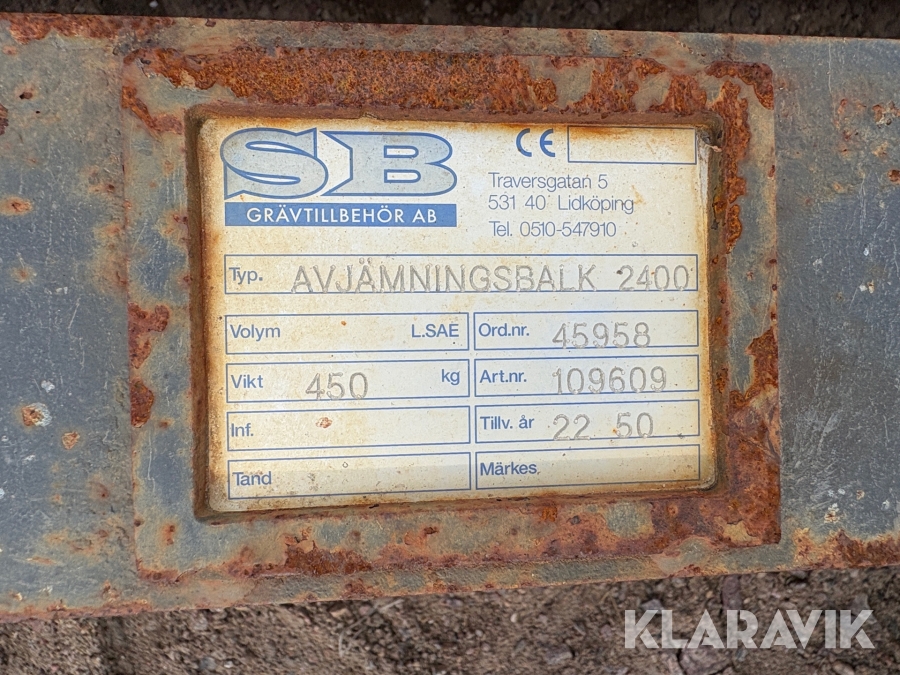 SB
GRÄVTILLBEHÖR AB
CE
Traversgatan 5
531 40 Lidköping
Tel. 0510-547910
Typ. AVJÄMNINGSBALK 2400
Volym L.SAE
Ord.nr. 45958
Vikt 450 kg
Art.nr. 109609
Inf.
Tillv. år 22 50
Tand
Märkes.
KLARAVIK